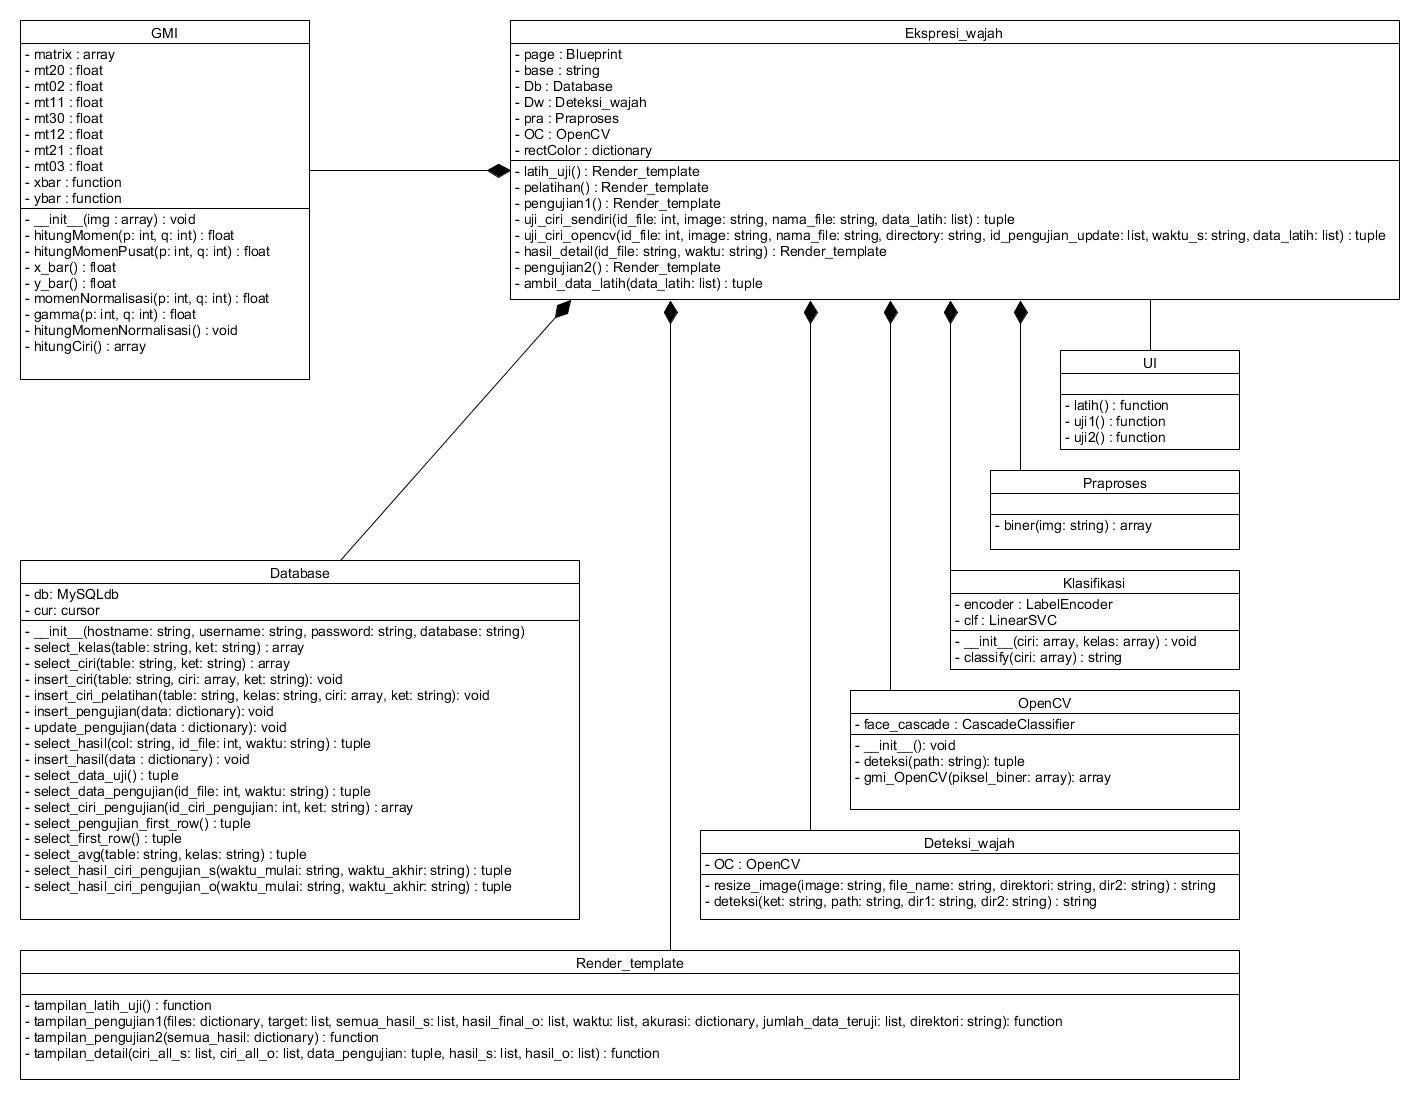 GMI
- matrix : array
- mt20 : float
- mt02 : float
- mt11 : float
- mt30 : float
- mt12 : float
- mt21 : float
- mt03 : float
- xbar : function
- ybar : function
- __init__(img : array) : void
- hitungMomen(p: int, q: int) : float
- hitungMomenPusat(p: int, q: int) : float
- x_bar() : float
- y_bar() : float
- momenNormalisasi(p: int, q: int) : float
- gamma(p: int, q: int) : float
- hitungMomenNormalisasi() : void
- hitungCiri() : array
Ekspresi_wajah
- page : Blueprint
- base : string
- Db : Database
- Dw : Deteksi_wajah
- pra : Praproses
- OC : OpenCV
- rectColor : dictionary
- latih_uji() : Render_template
- pelatihan() : Render_template
- pengujian1() : Render_template
- uji_ciri_sendiri(id_file: int, image: string, nama_file: string, data_latih: list) : tuple
- uji_ciri_opencv(id_file: int, image: string, nama_file: string, directory: string, id_pengujian_update: list, waktu_s: string, data_latih: list) : tuple
- hasil_detail(id_file: string, waktu: string) : Render_template
- pengujian2() : Render_template
- ambil_data_latih(data_latih: list) : tuple
UI
- latih() : function
- uji1() : function
- uji2() : function
Praproses
- biner(img: string) : array
Klasifikasi
- encoder : LabelEncoder
- clf : LinearSVC
- __init__(ciri: array, kelas: array) : void
- classify(ciri: array) : string
OpenCV
- face_cascade : CascadeClassifier
- __init__(): void
- deteksi(path: string): tuple
- gmi_OpenCV(piksel_biner: array): array
Deteksi_wajah
- OC : OpenCV
- resize_image(image: string, file_name: string, direktori: string, dir2: string) : string
- deteksi(ket: string, path: string, dir1: string, dir2: string) : string
Database
- db: MySQLdb
- cur: cursor
- __init__(hostname: string, username: string, password: string, database: string)
- select_kelas(table: string, ket: string) : array
- select_ciri(table: string, ket: string) : array
- insert_ciri(table: string, ciri: array, ket: string): void
- insert_ciri_pelatihan(table: string, kelas: string, ciri: array, ket: string): void
- insert_pengujian(data: dictionary): void
- update_pengujian(data : dictionary): void
- select_hasil(col: string, id_file: int, waktu: string) : tuple
- insert_hasil(data : dictionary) : void
- select_data_uji() : tuple
- select_data_pengujian(id_file: int, waktu: string) : tuple
- select_ciri_pengujian(id_ciri_pengujian: int, ket: string) : array
- select_pengujian_first_row() : tuple
- select_first_row() : tuple
- select_avg(table: string, kelas: string) : tuple
- select_hasil_ciri_pengujian_s(waktu_mulai: string, waktu_akhir: string) : tuple
- select_hasil_ciri_pengujian_o(waktu_mulai: string, waktu_akhir: string) : tuple
Render_template
- tampilan_latih_uji() : function
- tampilan_pengujian1(files: dictionary, target: list, semua_hasil_s: list, hasil_final_o: list, waktu: list, akurasi: dictionary, jumlah_data_teruji: list, direktori: string): function
- tampilan_pengujian2(semua_hasil: dictionary) : function
- tampilan_detail(ciri_all_s: list, ciri_all_o: list, data_pengujian: tuple, hasil_s: list, hasil_o: list) : function